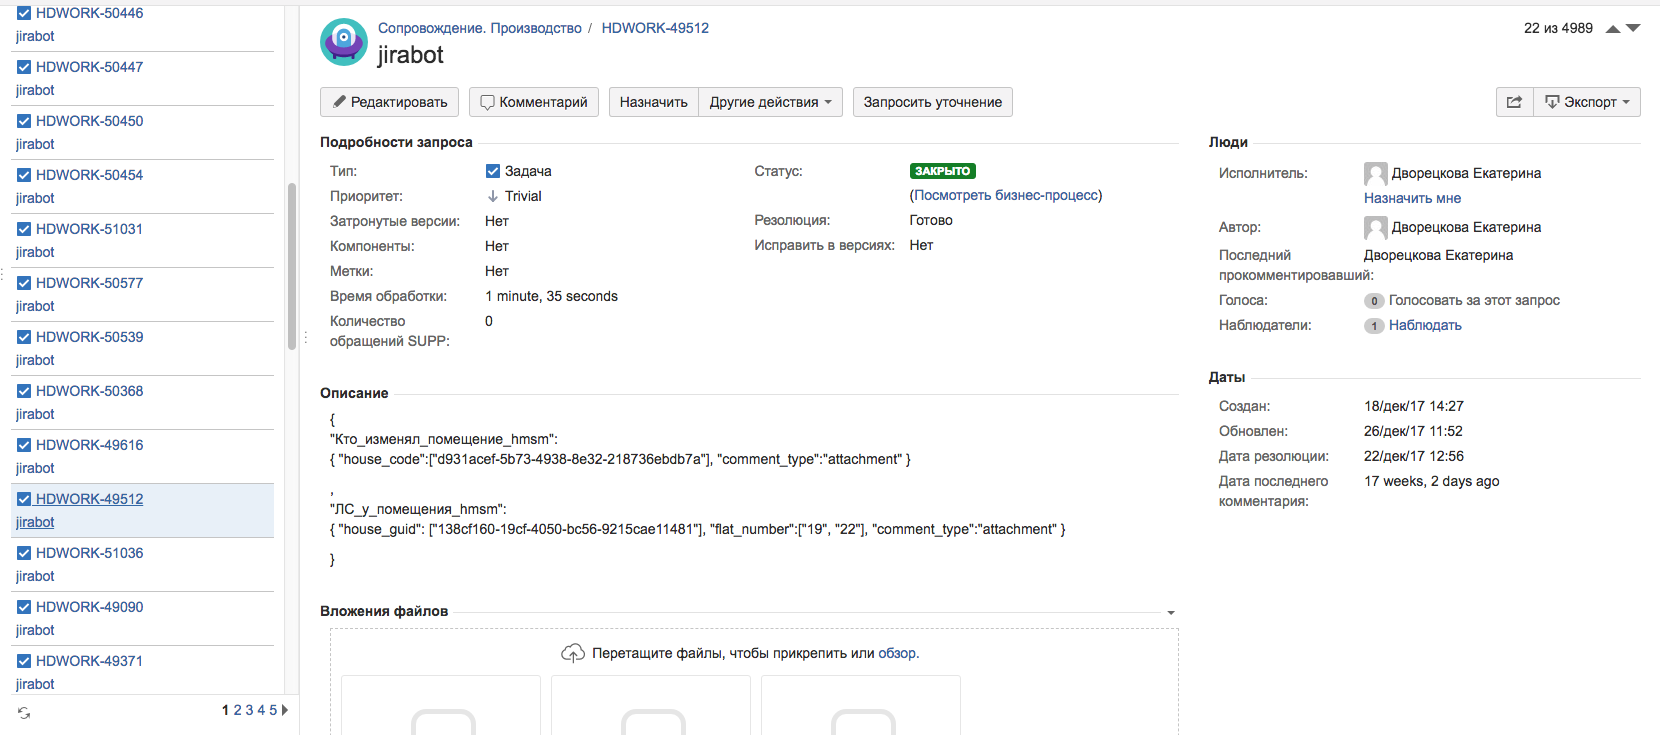 HDWORK-50446
jirabot
HDWORK-50447
jirabot
HDWORK-50450
jirabot
HDWORK-50454
jirabot
HDWORK-51031
jirabot
HDWORK-50577
jirabot
HDWORK-50539
jirabot
HDWORK-50368
jirabot
HDWORK-49616
jirabot
HDWORK-49512
jirabot
HDWORK-51036
jirabot
HDWORK-49090
jirabot
HDWORK-49371
jirabot
1 2 3 4 5
Сопровождение. Производство / HDWORK-49512
jirabot
22 из 4989
Редактировать Комментарий Назначить Другие действия Запросить уточнение Экспорт
Подробности запроса
Тип: Задача
Приоритет: Trivial
Затронутые версии: Нет
Компоненты: Нет
Метки: Нет
Время обработки: 1 minute, 35 seconds
Количество обращений SUPP: 0
Статус: ЗАКРЫТО
(Посмотреть бизнес-процесс)
Резолюция: Готово
Исправить в версиях: Нет
Описание
{
"Кто_изменял_помещение_hmsm":
{ "house_code":["d931acef-5b73-4938-8e32-218736ebdb7a"], "comment_type":"attachment" }
,
"ЛС_у_помещения_hmsm":
{ "house_guid": ["138cf160-19cf-4050-bc56-9215cae11481"], "flat_number":["19", "22"], "comment_type":"attachment" }
}
Вложения файлов
Перетащите файлы, чтобы прикрепить или обзор.
Люди
Исполнитель: Дворецкова Екатерина
Назначить мне
Автор: Дворецкова Екатерина
Последний прокомментировавший: Дворецкова Екатерина
Голоса: 0 Голосовать за этот запрос
Наблюдатели: 1 Наблюдать
Даты
Создан: 18/дек/17 14:27
Обновлен: 26/дек/17 11:52
Дата резолюции: 22/дек/17 12:56
Дата последнего комментария: 17 weeks, 2 days ago